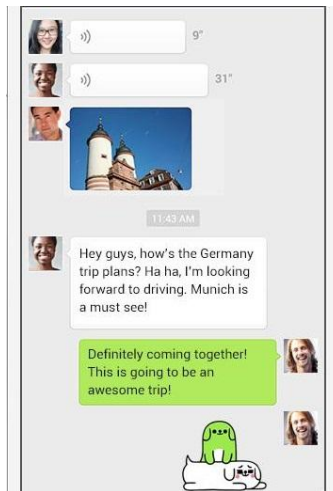 9"
31"
11:43 AM
Hey guys, how's the Germany
trip plans? Ha ha, I'm looking
forward to driving. Munich is
a must see!
Definitely coming together!
This is going to be an
awesome trip!